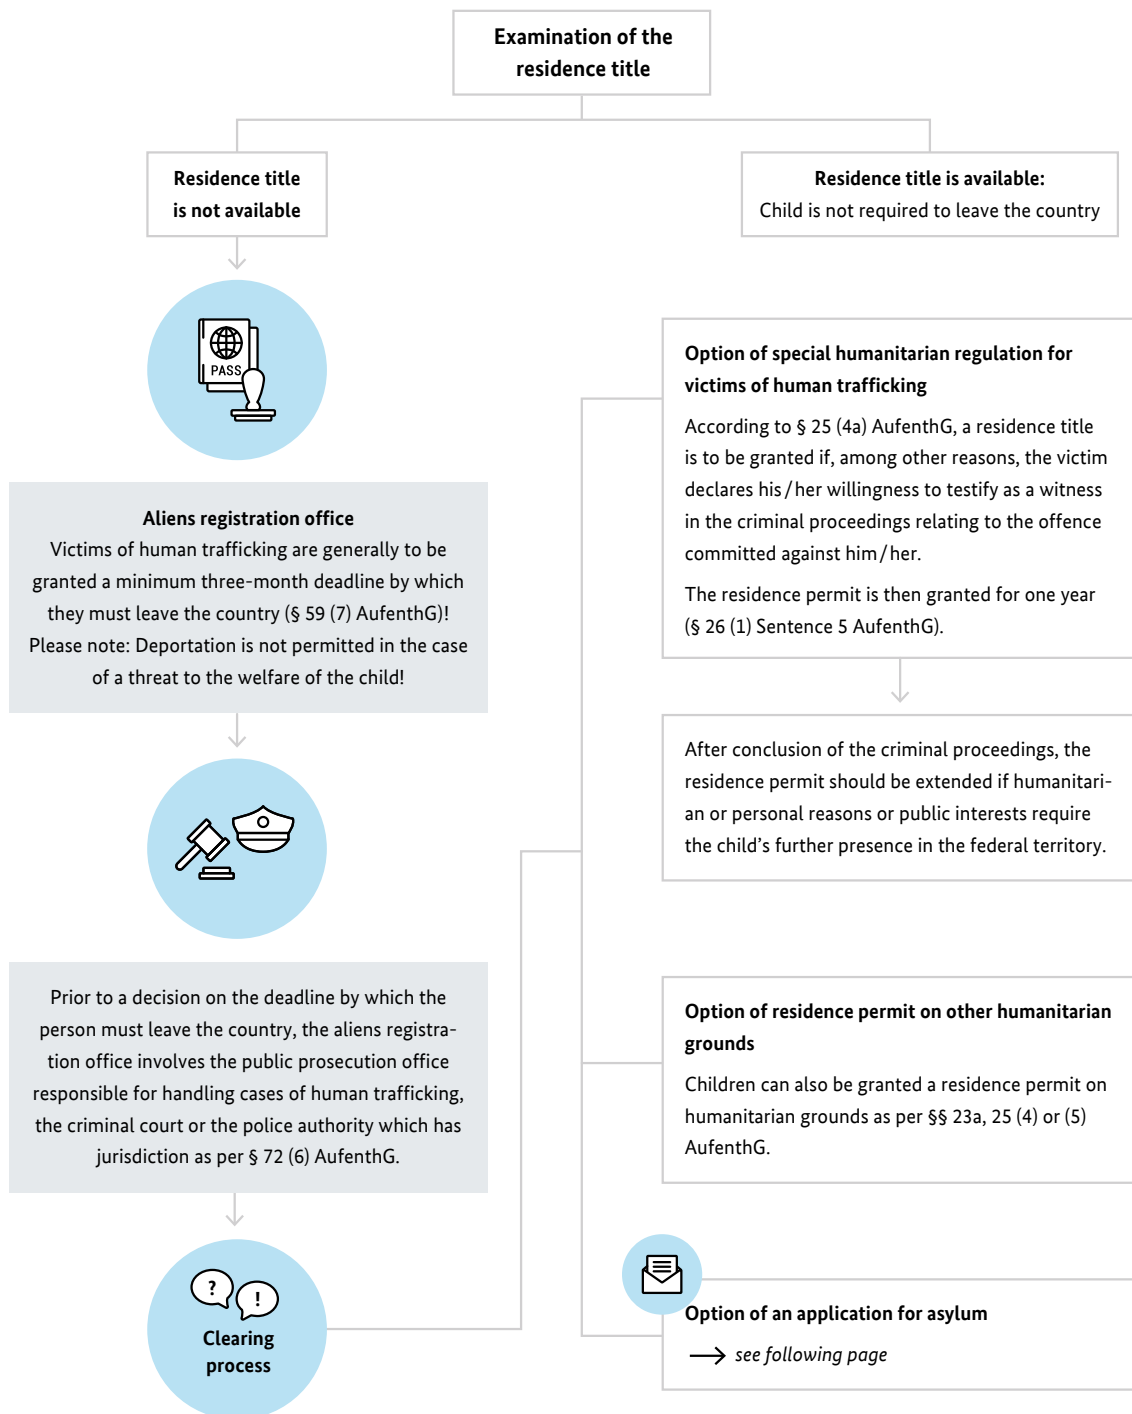 Examination of the
residence title
Residence title
is not available
Residence title is available:
Child is not required to leave the country
PASS
Aliens registration office
Victims of human trafficking are generally to be
granted a minimum three-month deadline by which
they must leave the country (§ 59 (7) AufenthG)!
Please note: Deportation is not permitted in the case
of a threat to the welfare of the child!
Prior to a decision on the deadline by which the
person must leave the country, the aliens registra-
tion office involves the public prosecution office
responsible for handling cases of human trafficking,
the criminal court or the police authority which has
jurisdiction as per § 72 (6) AufenthG.
? !
Clearing
process
Option of special humanitarian regulation for
victims of human trafficking
According to § 25 (4a) AufenthG, a residence title
is to be granted if, among other reasons, the victim
declares his/her willingness to testify as a witness
in the criminal proceedings relating to the offence
committed against him/her.
The residence permit is then granted for one year
(§ 26 (1) Sentence 5 AufenthG).
After conclusion of the criminal proceedings, the
residence permit should be extended if humanitari-
an or personal reasons or public interests require
the child's further presence in the federal territory.
Option of residence permit on other humanitarian
grounds
Children can also be granted a residence permit on
humanitarian grounds as per §§ 23a, 25 (4) or (5)
AufenthG.
Option of an application for asylum
→ see following page